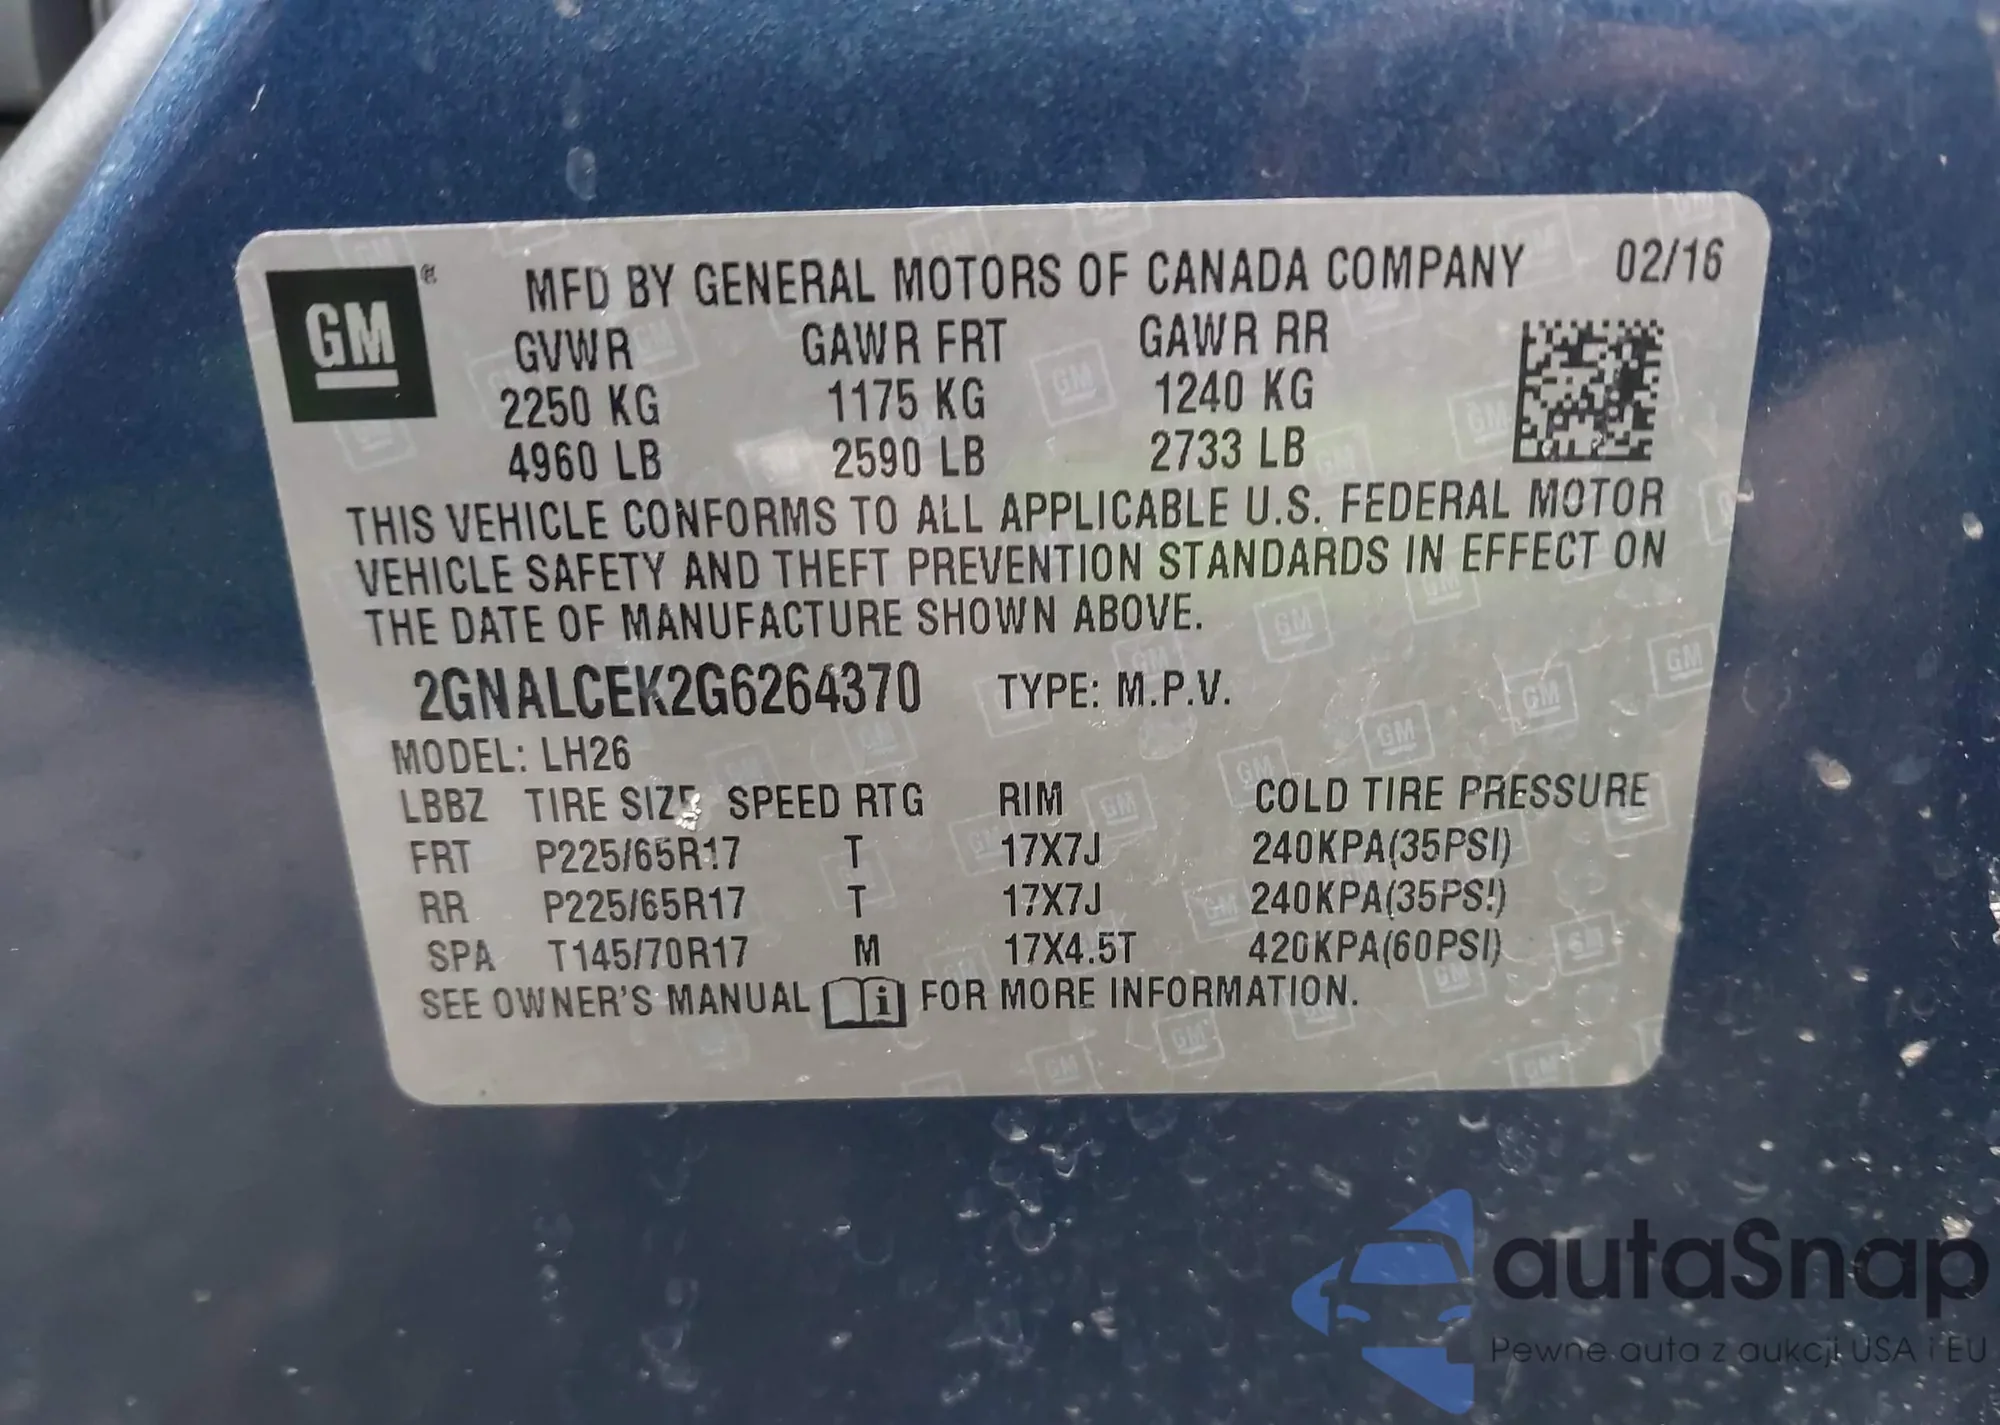 GM ® MFD BY GENERAL MOTORS OF CANADA COMPANY 02/16
GVWR GAWR FRT GAWR RR
2250 KG 1175 KG 1240 KG
4960 LB 2590 LB 2733 LB
THIS VEHICLE CONFORMS TO ALL APPLICABLE U.S. FEDERAL MOTOR
VEHICLE SAFETY AND THEFT PREVENTION STANDARDS IN EFFECT ON
THE DATE OF MANUFACTURE SHOWN ABOVE.
2GNALCEK2G6264370 TYPE: M.P.V.
MODEL: LH26
LBBZ TIRE SIZE SPEED RTG RIM COLD TIRE PRESSURE
FRT P225/65R17 T 17X7J 240KPA(35PSI)
RR P225/65R17 T 17X7J 240KPA(35PSI)
SPA T145/70R17 M 17X4.5T 420KPA(60PSI)
SEE OWNER'S MANUAL i FOR MORE INFORMATION.
autaSnap
Pewne auta z aukcji USA i EU